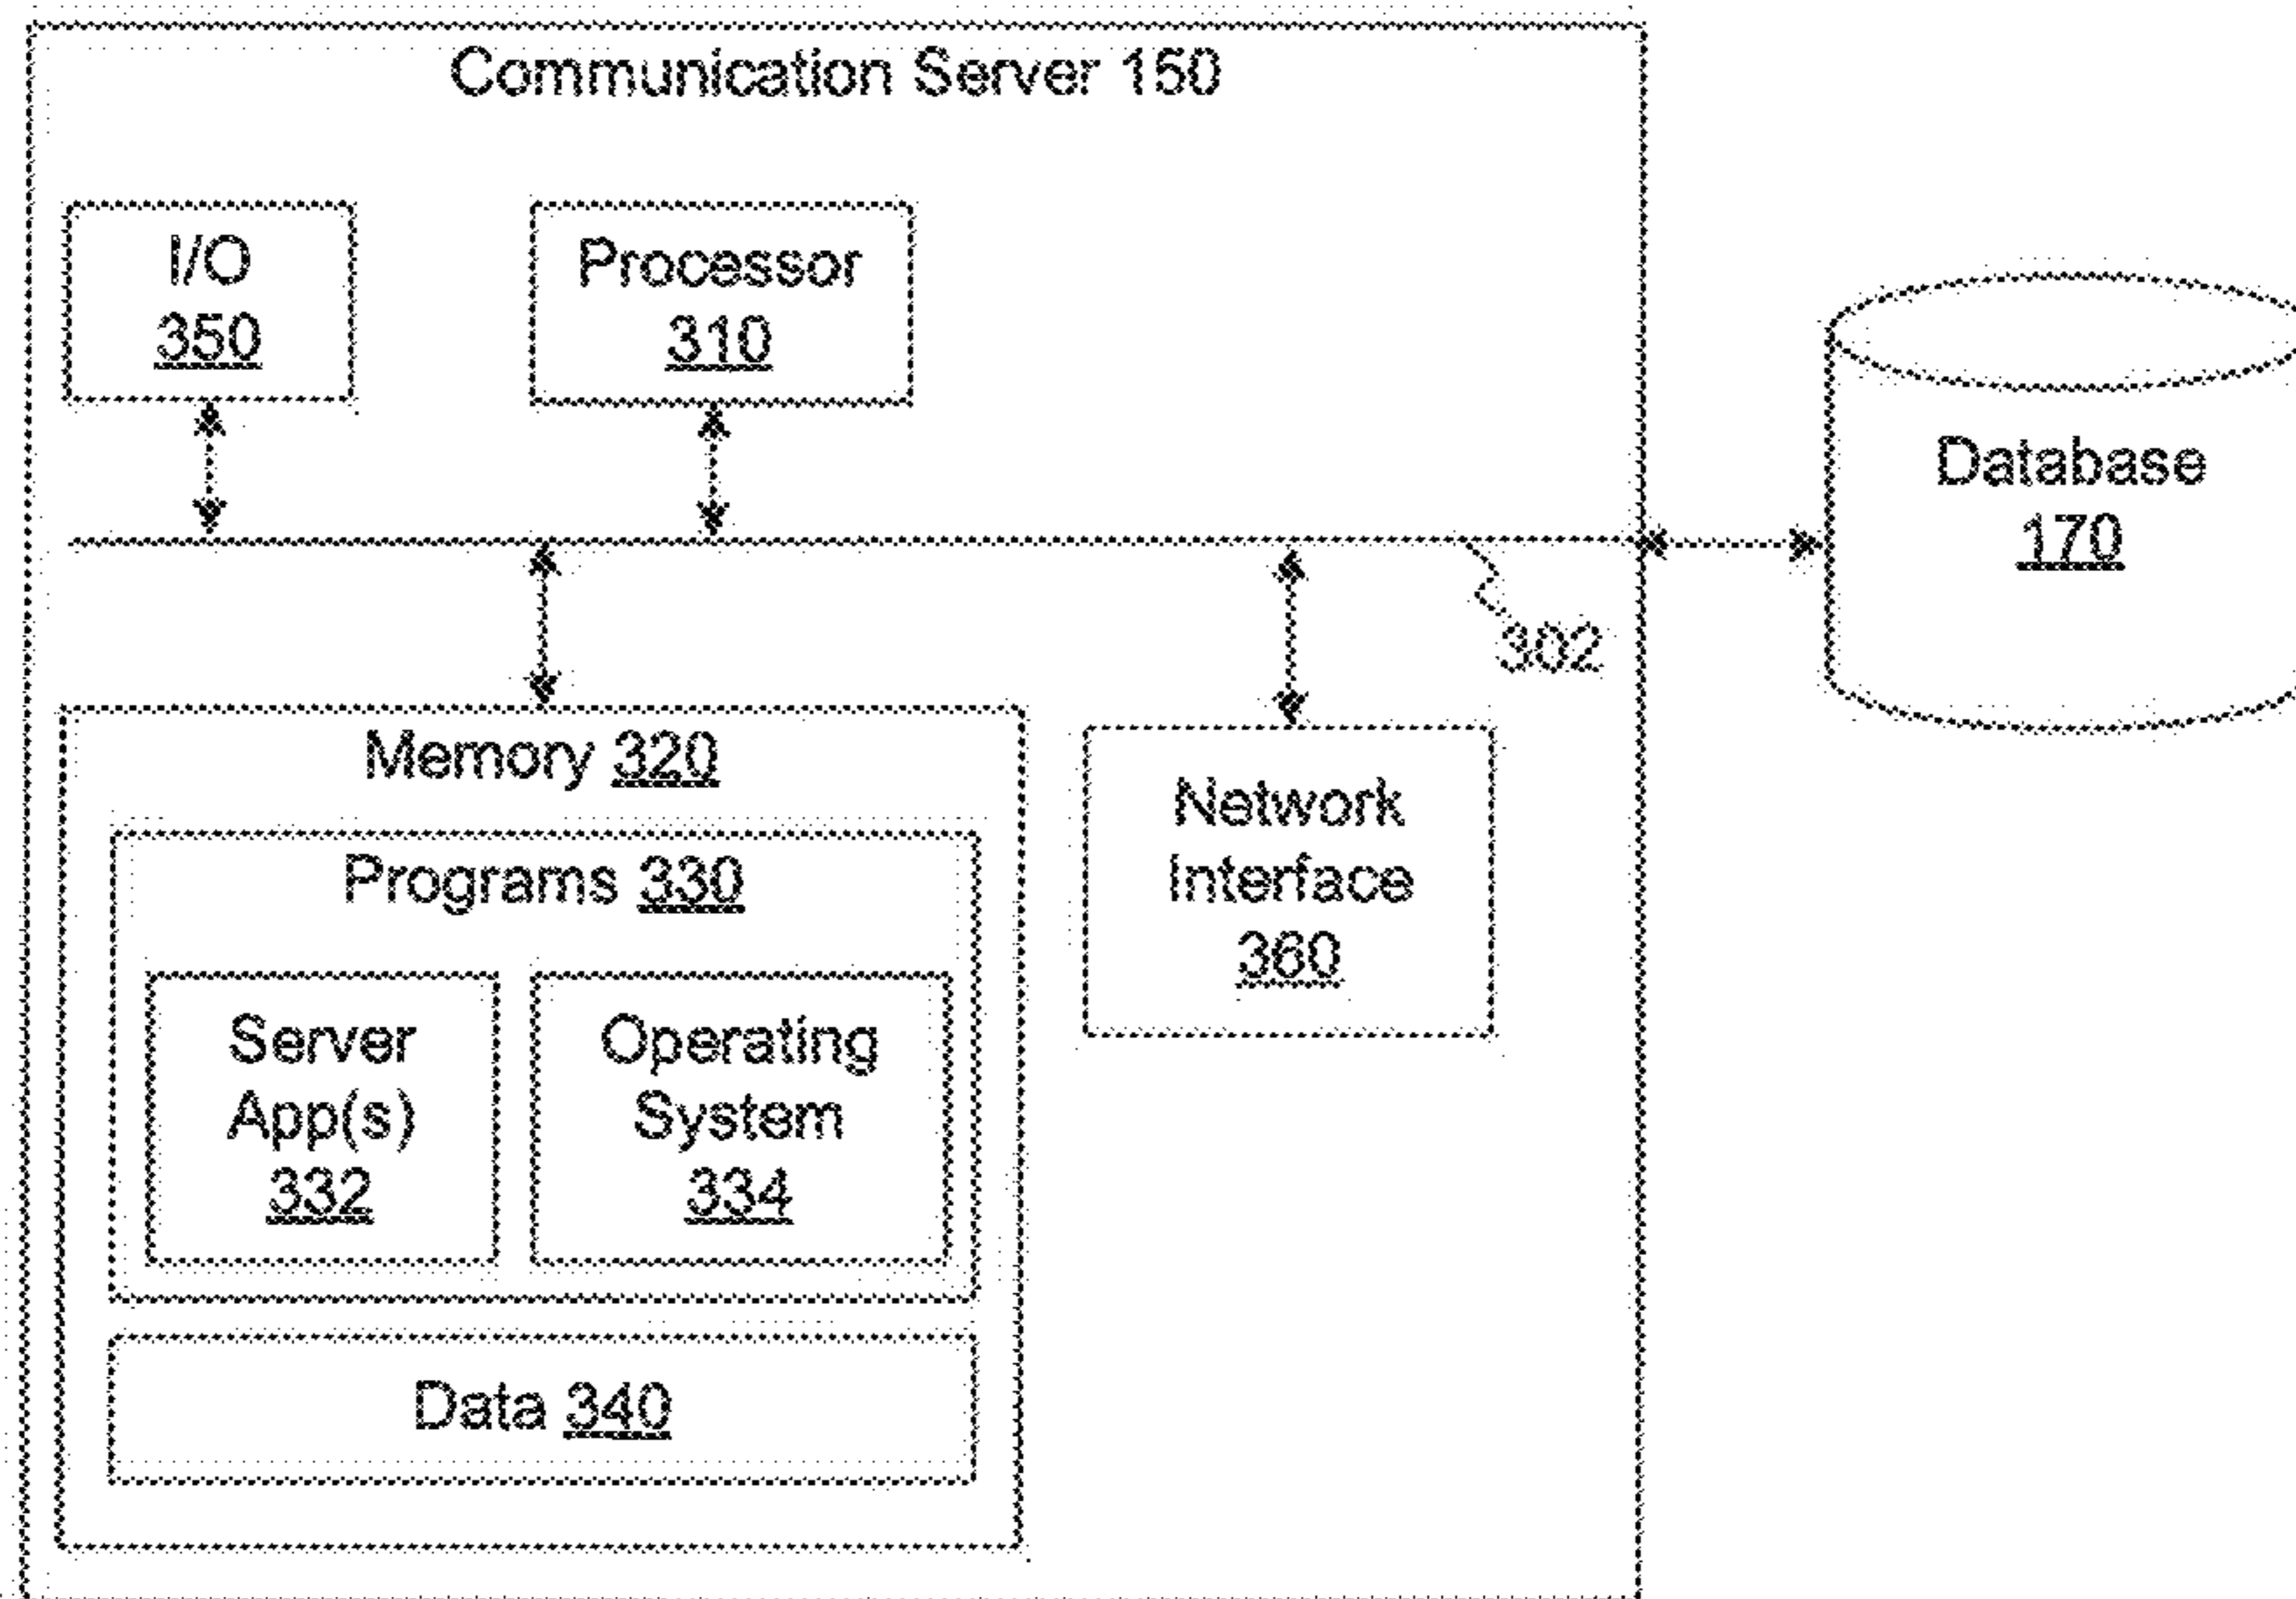 Communication Server 150
I/O
350
Processor
310
Database
170
302
Memory 320
Programs 330
Server
App(s)
332
Operating
System
334
Data 340
Network
Interface
360